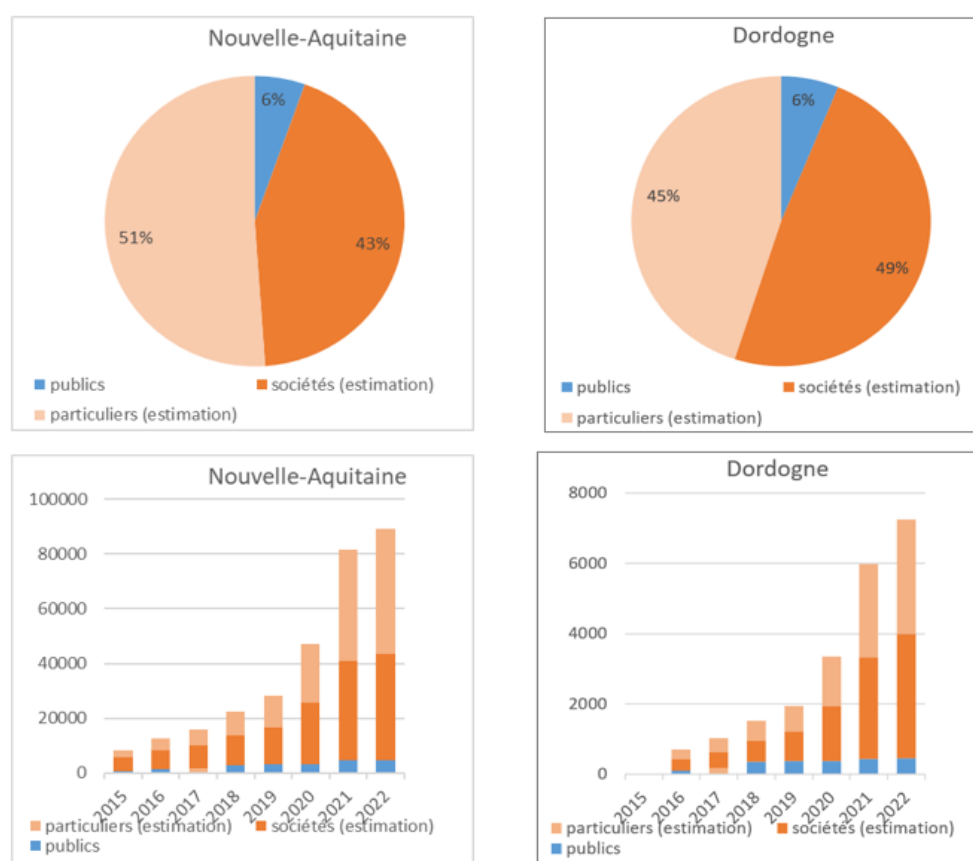 Nouvelle-Aquitaine
6%
51%
43%
publics
sociétés (estimation)
particuliers (estimation)
Dordogne
6%
45%
49%
publics
sociétés (estimation)
particuliers (estimation)
Nouvelle-Aquitaine
100000
80000
60000
40000
20000
0
2015 2016 2017 2018 2019 2020 2021 2022
particuliers (estimation)
sociétés (estimation)
publics
Dordogne
8000
6000
4000
2000
0
2015 2016 2017 2018 2019 2020 2021 2022
particuliers (estimation)
sociétés (estimation)
publics